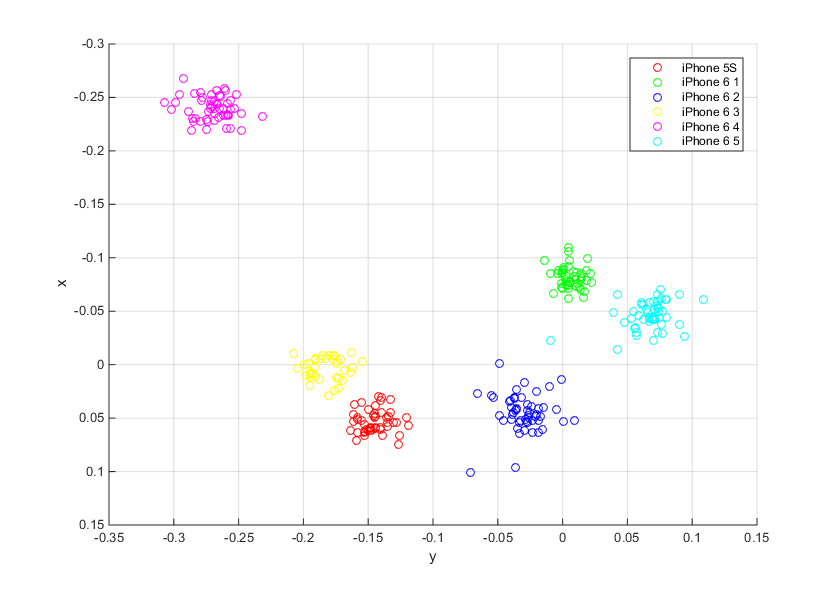 -0.3
-0.25
-0.2
-0.15
-0.1
-0.05
0
0.05
0.1
0.15
x
-0.35 -0.3 -0.25 -0.2 -0.15 -0.1 -0.05 0 0.05 0.1 0.15
y
iPhone 5S
iPhone 6 1
iPhone 6 2
iPhone 6 3
iPhone 6 4
iPhone 6 5